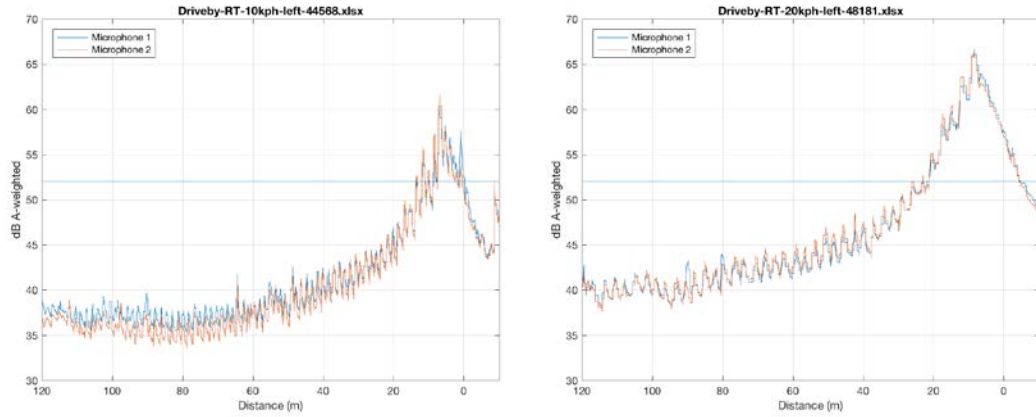 Driveby-RT-10kph-left-44568.xlsx
70
65
60
55
50
45
40
35
30
dB A-weighted
Microphone 1
Microphone 2
120 100 80 60 40 20 0
Distance (m)
Driveby-RT-20kph-left-48181.xlsx
70
65
60
55
50
45
40
35
30
dB A-weighted
Microphone 1
Microphone 2
120 100 80 60 40 20 0
Distance (m)